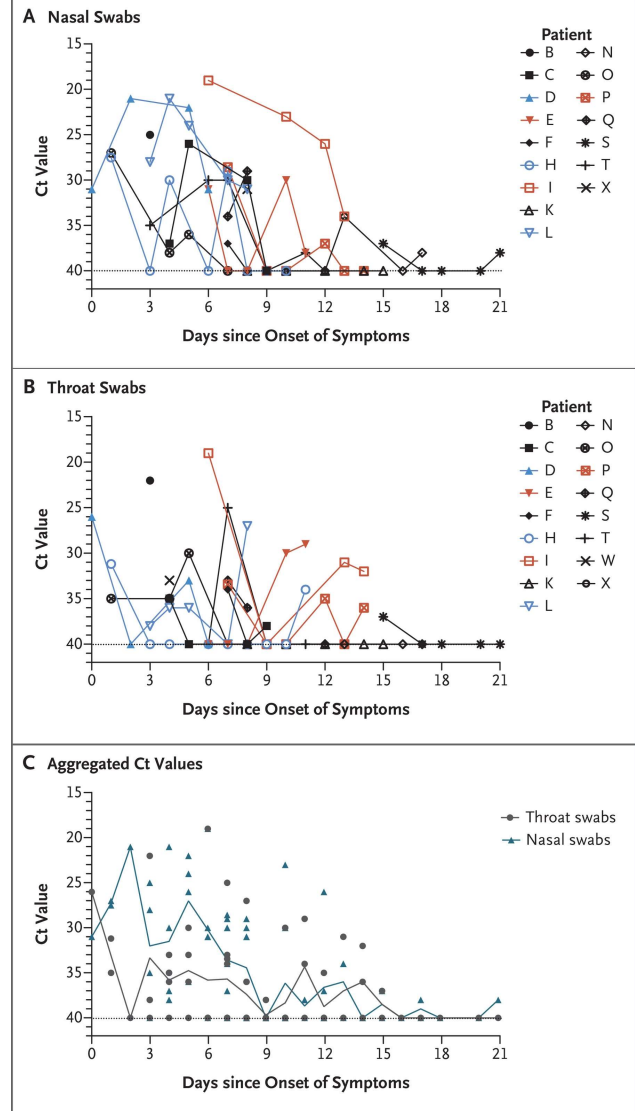 A Nasal Swabs
Patient
B N
C O
D P
E Q
F S
H T
I X
K
L
Ct Value
15
20
25
30
35
40
0 3 6 9 12 15 18 21
Days since Onset of Symptoms
B Throat Swabs
Patient
B N
C O
D P
E Q
F S
H T
I W
K X
L
Ct Value
15
20
25
30
35
40
0 3 6 9 12 15 18 21
Days since Onset of Symptoms
C Aggregated Ct Values
Throat swabs
Nasal swabs
Ct Value
15
20
25
30
35
40
0 3 6 9 12 15 18 21
Days since Onset of Symptoms